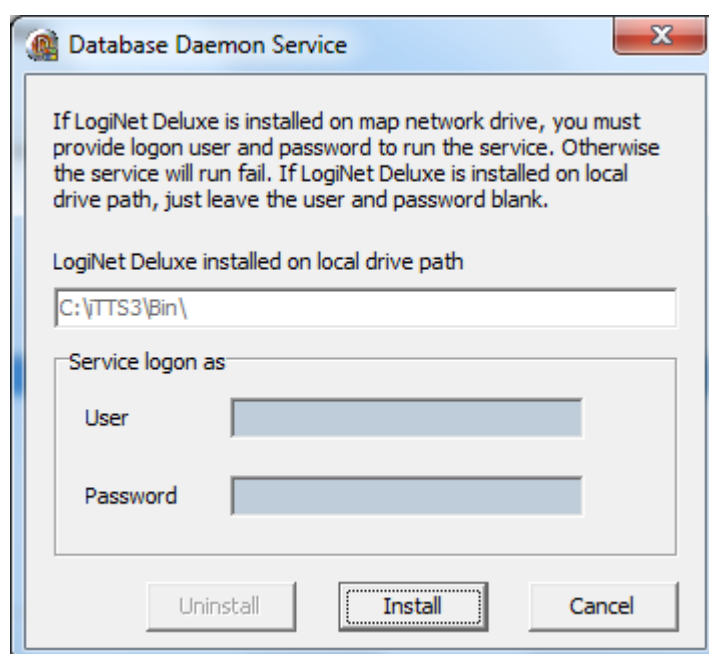 Database Daemon Service
If LogiNet Deluxe is installed on map network drive, you must
provide logon user and password to run the service. Otherwise
the service will run fail. If LogiNet Deluxe is installed on local
drive path, just leave the user and password blank.
LogiNet Deluxe installed on local drive path
C:\iTTS3\Bin\
Service logon as
User
Password
Uninstall
Install
Cancel